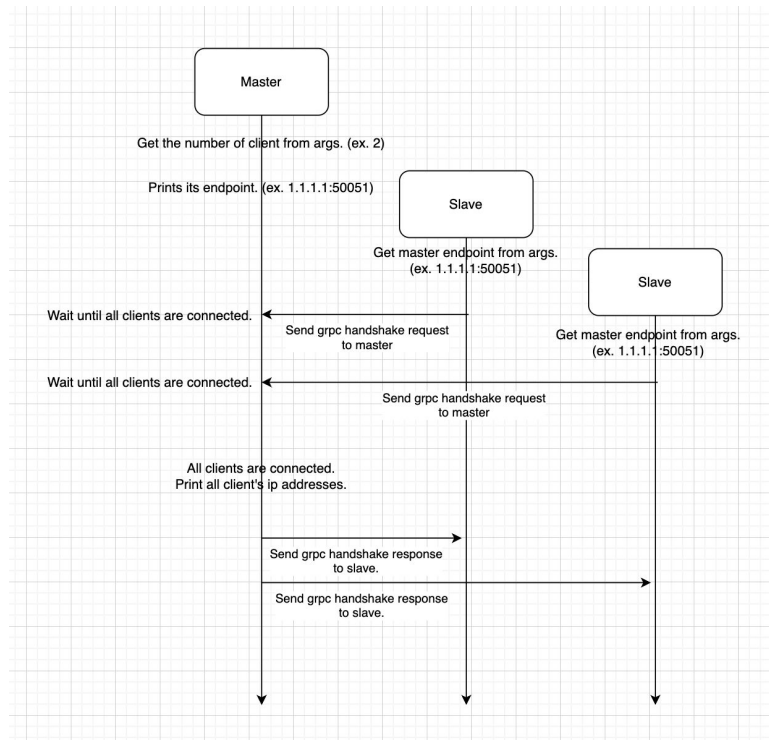 Master
Get the number of client from args. (ex. 2)
Prints its endpoint. (ex. 1.1.1.1:50051)
Slave
Get master endpoint from args.
(ex. 1.1.1.1:50051)
Slave
Get master endpoint from args.
(ex. 1.1.1.1:50051)
Wait until all clients are connected.
Send grpc handshake request
to master
Wait until all clients are connected.
Send grpc handshake request
to master
All clients are connected.
Print all client's ip addresses.
Send grpc handshake response
to slave.
Send grpc handshake response
to slave.